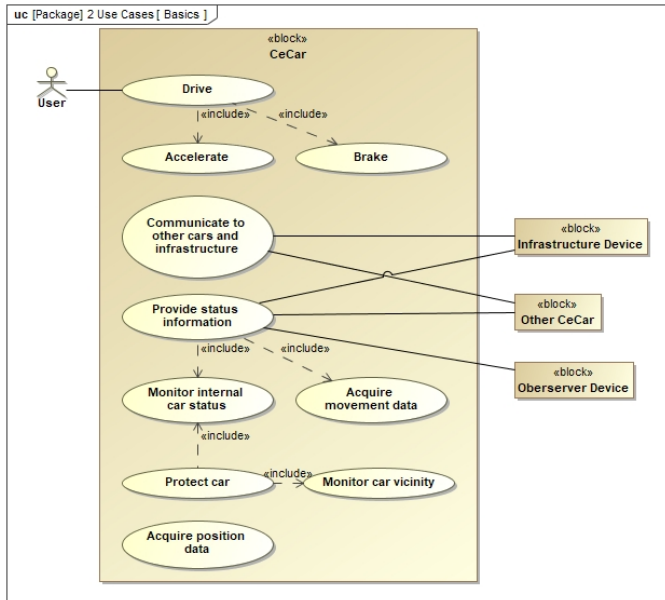 uc [Package] 2 Use Cases [ Basics ]
«block»
CeCar
User
Drive
«include»
«include»
Accelerate
Brake
Communicate to
other cars and
infrastructure
«block»
Infrastructure Device
Provide status
information
«block»
Other CeCar
«include»
«include»
«block»
Oberserver Device
Monitor internal
car status
Acquire
movement data
«include»
Protect car
«include»
Monitor car vicinity
Acquire position
data